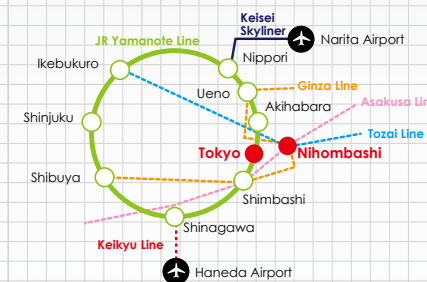 Keisei
Skyliner
JR Yamanote Line
Narita Airport
Nippori
Ikebukuro
Ueno
Ginza Line
Akihabara
Asakusa Lin
Shinjuku
Tozai Line
Tokyo
Nihombashi
Shibuya
Shimbashi
Shinagawa
Keikyu Line
Haneda Airport